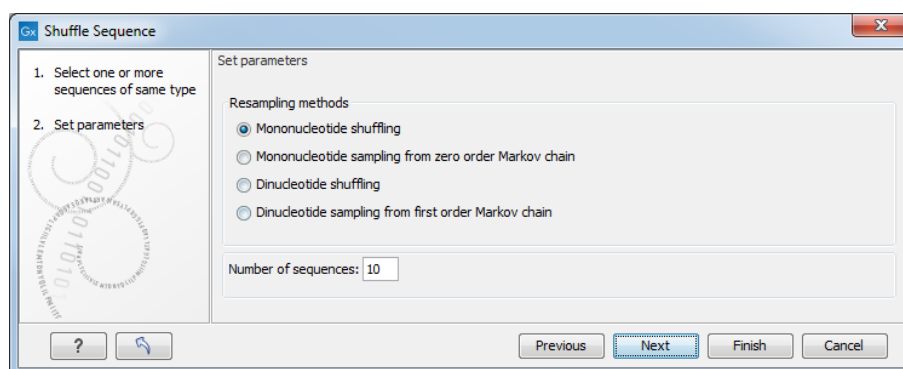 Gx Shuffle Sequence
1. Select one or more
sequences of same type
2. Set parameters
Set parameters
Resampling methods
Mononucleotide shuffling
Mononucleotide sampling from zero order Markov chain
Dinucleotide shuffling
Dinucleotide sampling from first order Markov chain
Number of sequences: 10
? Previous Next Finish Cancel